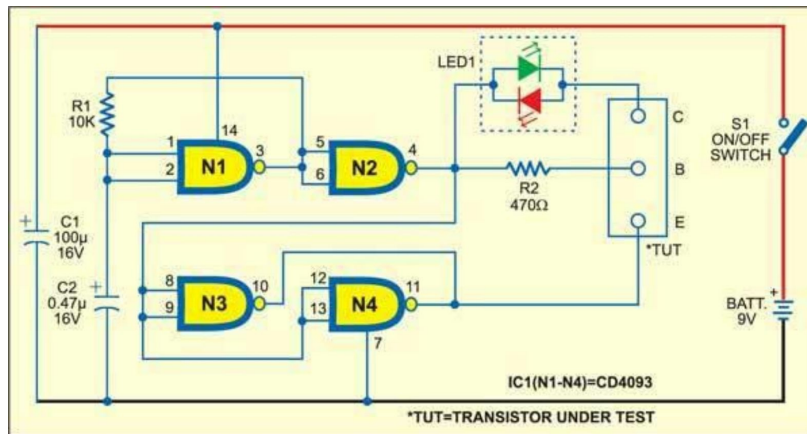 LED1
R1
10K
14
1
2
N1
3
5
6
N2
4
C
B
E
R2
470Ω
*TUT
S1
ON/OFF
SWITCH
+
C1
100µ
16V
+
C2
0.47µ
16V
8
9
N3
10
12
13
N4
11
7
+
BATT.
9V
IC1(N1-N4)=CD4093
*TUT=TRANSISTOR UNDER TEST